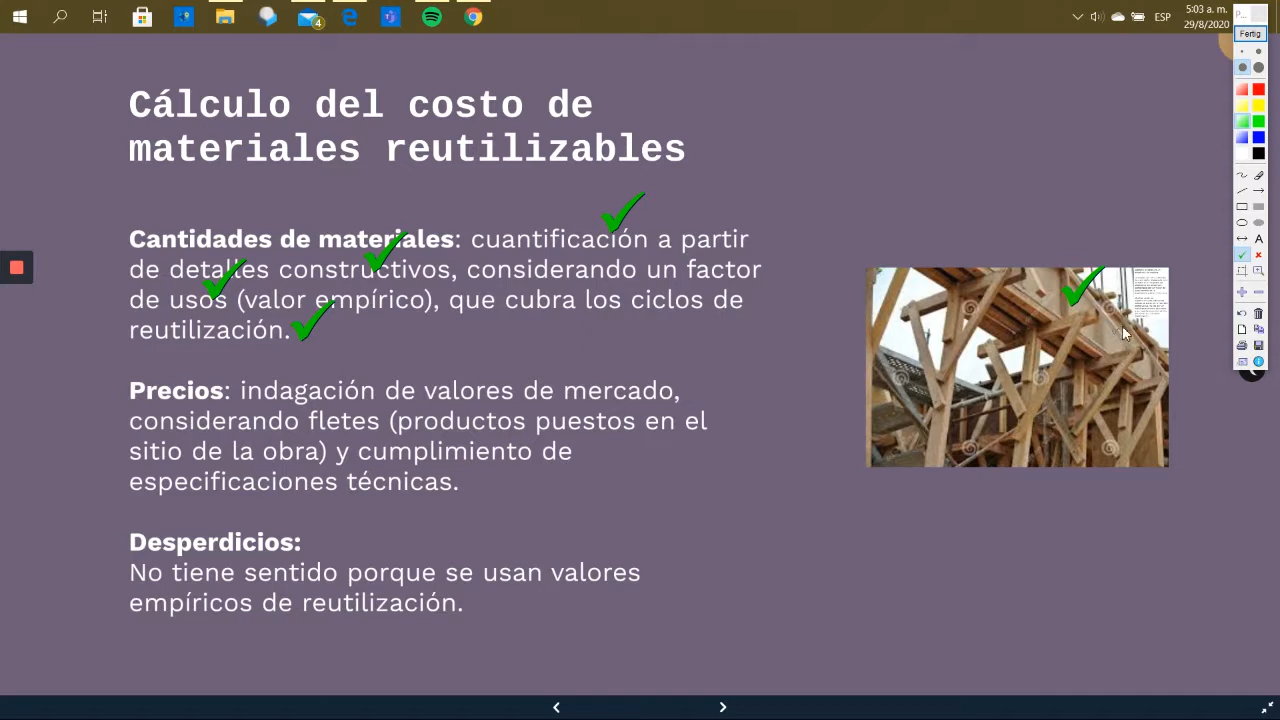 ESP
5:03 a. m.
29/8/2020
4
P...
Fertig
Cálculo del costo de
materiales reutilizables
Cantidades de materiales: cuantificación a partir
de detalles constructivos, considerando un factor
de usos (valor empírico), que cubra los ciclos de
reutilización.
Precios: indagación de valores de mercado,
considerando fletes (productos puestos en el
sitio de la obra) y cumplimiento de
especificaciones técnicas.
Desperdicios:
No tiene sentido porque se usan valores
empíricos de reutilización.
A